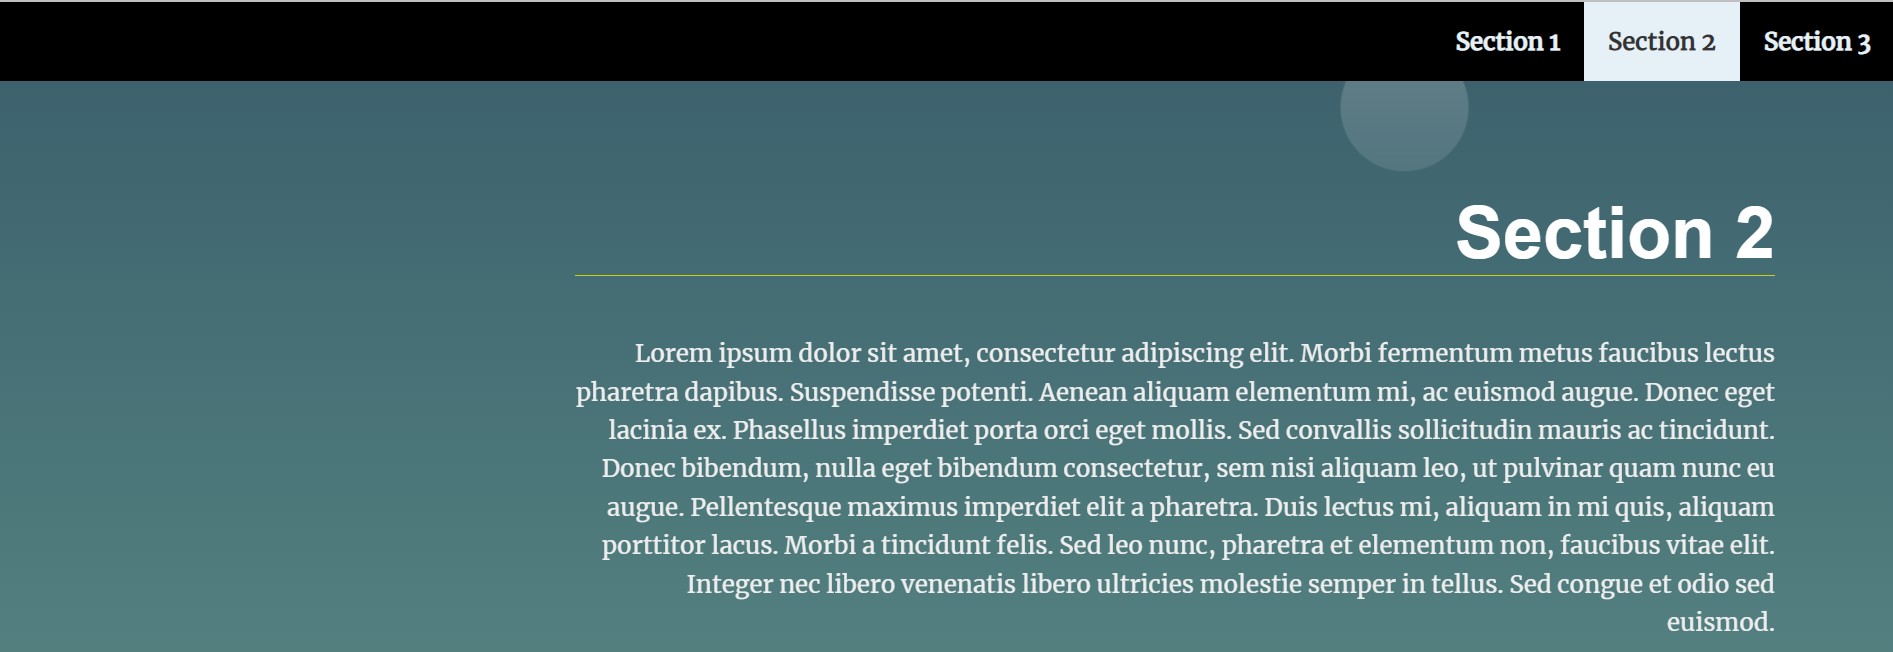 Section 1 Section 2 Section 3
Section 2
Lorem ipsum dolor sit amet, consectetur adipiscing elit. Morbi fermentum metus faucibus lectus
pharetra dapibus. Suspendisse potenti. Aenean aliquam elementum mi, ac euismod augue. Donec eget
lacinia ex. Phasellus imperdiet porta orci eget mollis. Sed convallis sollicitudin mauris ac tincidunt.
Donec bibendum, nulla eget bibendum consectetur, sem nisi aliquam leo, ut pulvinar quam nunc eu
augue. Pellentesque maximus imperdiet elit a pharetra. Duis lectus mi, aliquam in mi quis, aliquam
porttitor lacus. Morbi a tincidunt felis. Sed leo nunc, pharetra et elementum non, faucibus vitae elit.
Integer nec libero venenatis libero ultricies molestie semper in tellus. Sed congue et odio sed
euismod.